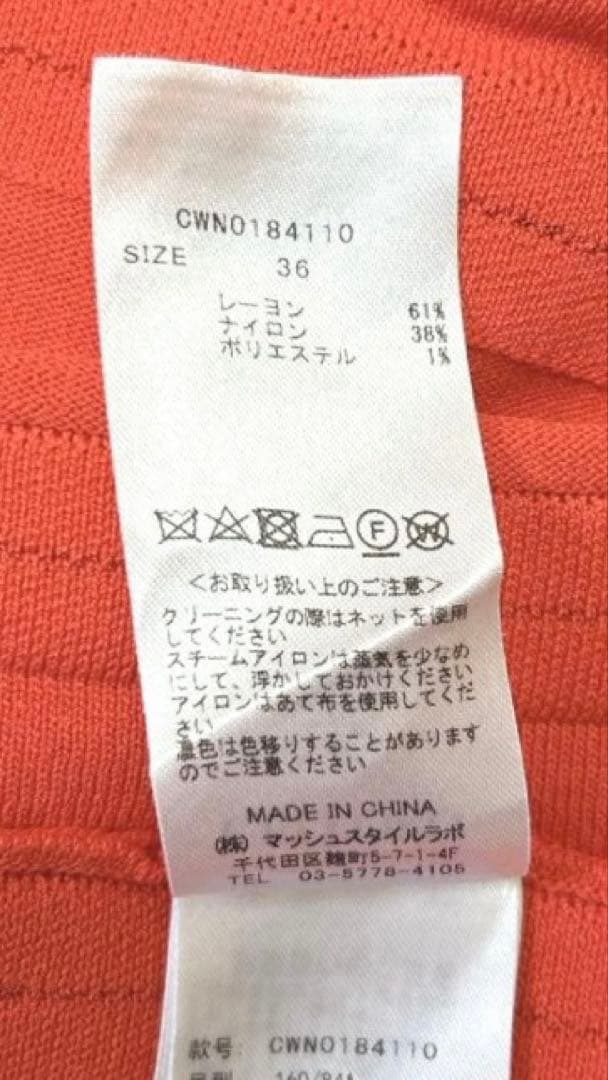 CWNO184110
SIZE 36
レーヨン 61%
ナイロン 38%
ポリエステル 1%
F W
<お取り扱い上のご注意>
クリーニングの際はネットを使用
してください
スチームアイロンは蒸気を少なめ
にして、浮かしておかけください
アイロンはあて布を使用してくだ
さい
濃色は色移りすることがあります
のでご注意ください
MADE IN CHINA
(株) マッシュスタイルラボ
千代田区麹町5-7-1-4F
TEL 03-5778-4105
款号: CWNO184110
号型 160/84A